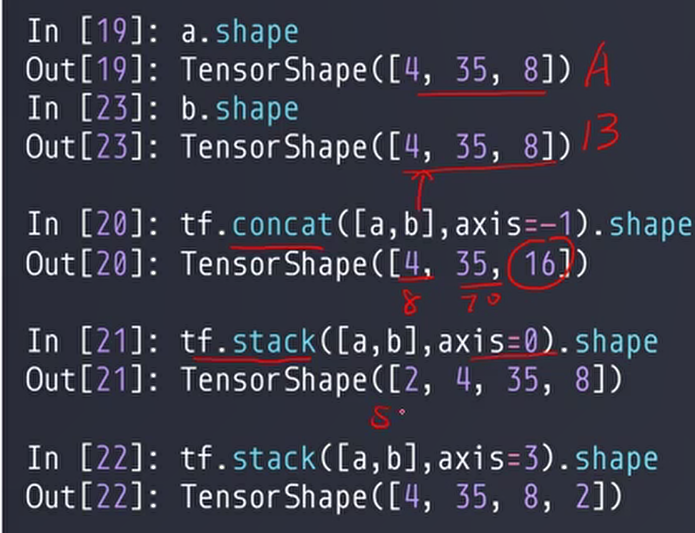 In [19]: a.shape
Out[19]: TensorShape([4, 35, 8]) A
In [23]: b.shape
Out[23]: TensorShape([4, 35, 8]) B
In [20]: tf.concat([a,b],axis=-1).shape
Out[20]: TensorShape([4, 35, 16])
8 70
In [21]: tf.stack([a,b],axis=0).shape
Out[21]: TensorShape([2, 4, 35, 8])
S
In [22]: tf.stack([a,b],axis=3).shape
Out[22]: TensorShape([4, 35, 8, 2])